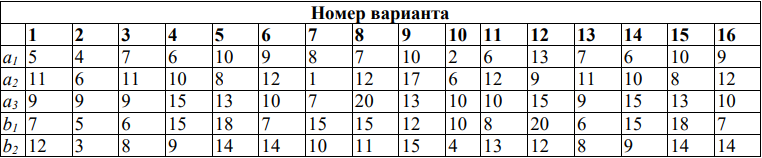 Номер варианта
1 2 3 4 5 6 7 8 9 10 11 12 13 14 15 16
a1 5 4 7 6 10 9 8 7 10 2 6 13 7 6 10 9
a2 11 6 11 10 8 12 1 12 17 6 12 9 11 10 8 12
a3 9 9 9 15 13 10 7 20 13 10 10 15 9 15 13 10
b1 7 5 6 15 18 7 15 15 12 10 8 20 6 15 18 7
b2 12 3 8 9 14 14 10 11 15 4 13 12 8 9 14 14